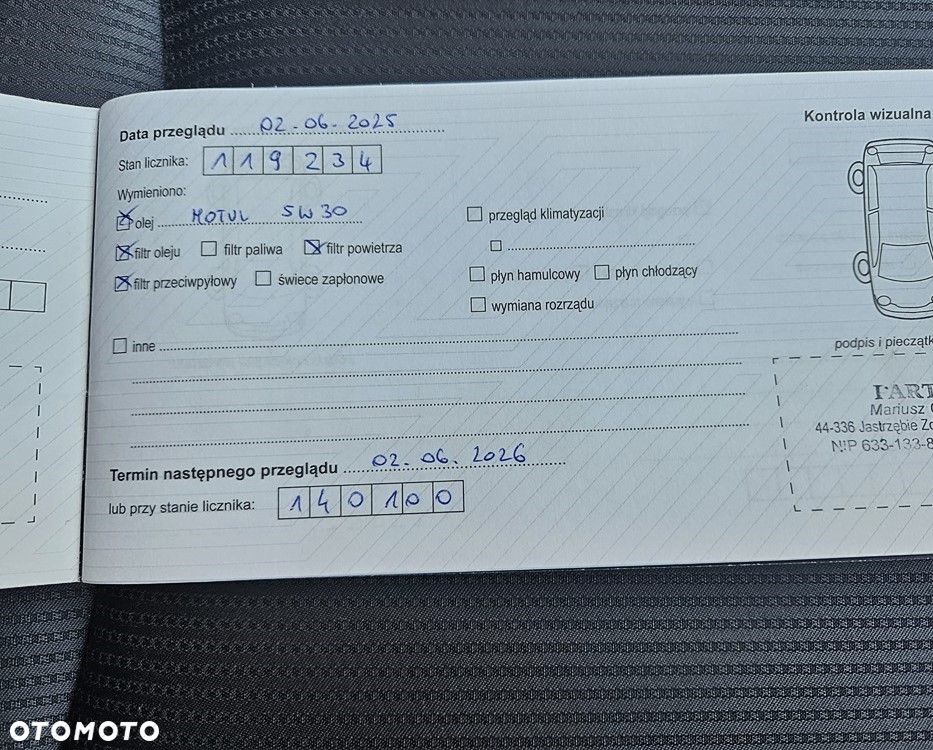 Data przeglądu 02-06-2025
Stan licznika: 119234
Wymieniono:
olej MOTUL 5W30
filtr oleju filtr paliwa filtr powietrza
filtr przeciwpyłowy świece zapłonowe
przegląd klimatyzacji
płyn hamulcowy płyn chłodzący
wymiana rozrządu
inne
Termin następnego przeglądu 02.06.2026
lub przy stanie licznika: 140100
Kontrola wizualna
podpis i pieczątk
Mariusz
44-336 Jastrzębie Zd
NIP 633-133-8
OTOMOTO